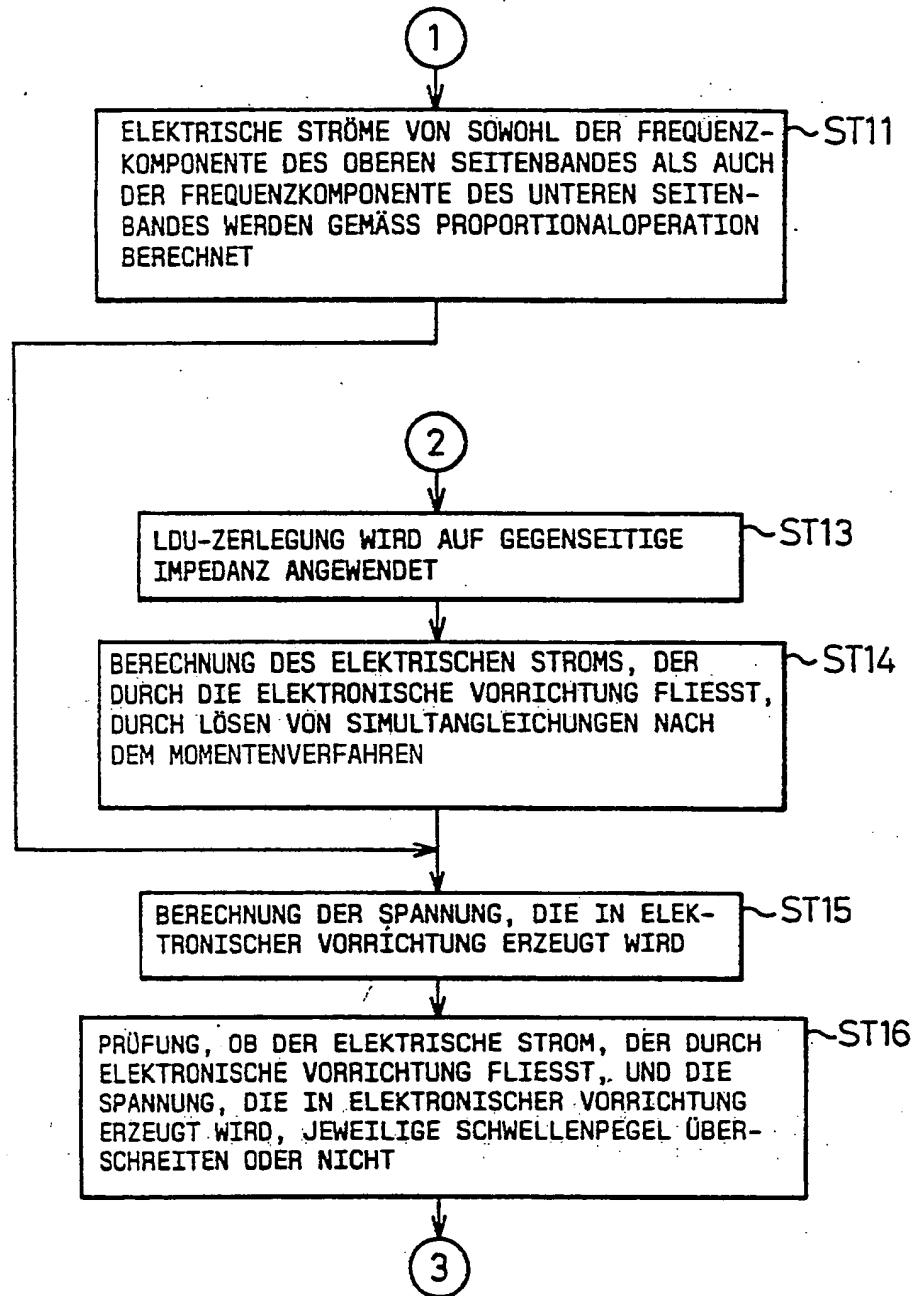 1
ELEKTRISCHE STRÖME VON SOWOHL DER FREQUENZ-
KOMPONENTE DES OBEREN SEITENBANDES ALS AUCH
DER FREQUENZKOMPONENTE DES UNTEREN SEITEN-
BANDES WERDEN GEMÄSS PROPORTIONALOPERATION
BERECHNET
ST11
2
LDU-ZERLEGUNG WIRD AUF GEGENSEITIGE
IMPEDANZ ANGEWENDET
ST13
BERECHNUNG DES ELEKTRISCHEN STROMS, DER
DURCH DIE ELEKTRONISCHE VORRICHTUNG FLIESST,
DURCH LÖSEN VON SIMULTANGLEICHUNGEN NACH
DEM MOMENTENVERFAHREN
ST14
BERECHNUNG DER SPANNUNG, DIE IN ELEK-
TRONISCHER VORRICHTUNG ERZEUGT WIRD
ST15
PRÜFUNG, OB DER ELEKTRISCHE STROM, DER DURCH
ELEKTRONISCHE VORRICHTUNG FLIESST, UND DIE
SPANNUNG, DIE IN ELEKTRONISCHER VORRICHTUNG
ERZEUGT WIRD, JEWEILIGE SCHWELLENPEGEL ÜBER-
SCHREITEN ODER NICHT
ST16
3